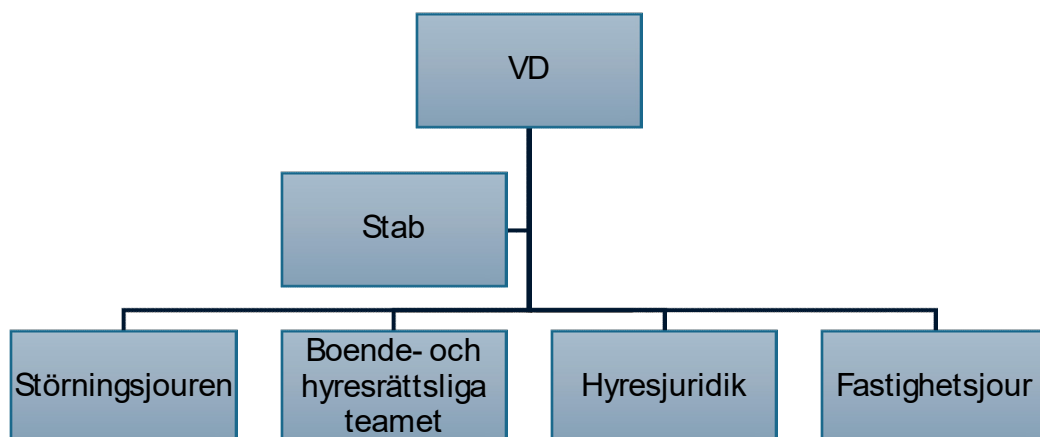 VD
Stab
Störningsjouren
Boende- och
hyresrättsliga
teamet
Hyresjuridik
Fastighetsjour